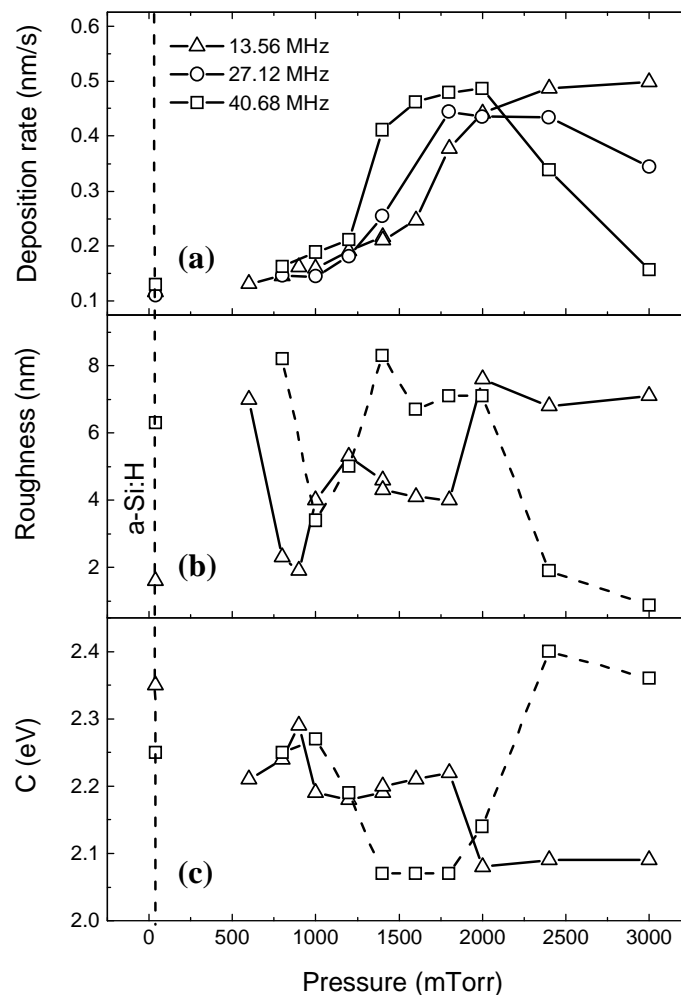 0.6
0.5
0.4
0.3
0.2
0.1
Deposition rate (nm/s)
13.56 MHz
27.12 MHz
40.68 MHz
(a)
8
6
4
2
Roughness (nm)
a-Si:H
(b)
2.4
2.3
2.2
2.1
2.0
C (eV)
(c)
0 500 1000 1500 2000 2500 3000
Pressure (mTorr)